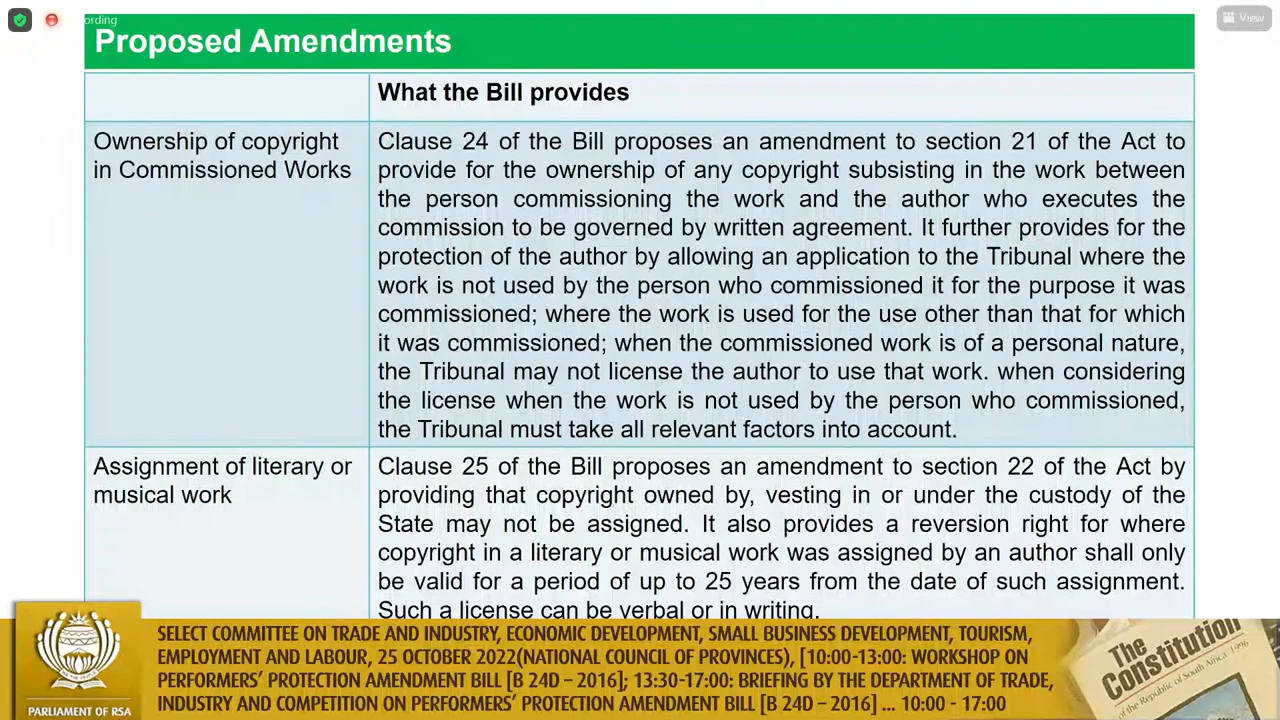 ording
View
Proposed Amendments
What the Bill provides
Ownership of copyright
in Commissioned Works
Clause 24 of the Bill proposes an amendment to section 21 of the Act to
provide for the ownership of any copyright subsisting in the work between
the person commissioning the work and the author who executes the
commission to be governed by written agreement. It further provides for the
protection of the author by allowing an application to the Tribunal where the
work is not used by the person who commissioned it for the purpose it was
commissioned; where the work is used for the use other than that for which
it was commissioned; when the commissioned work is of a personal nature,
the Tribunal may not license the author to use that work. when considering
the license when the work is not used by the person who commissioned,
the Tribunal must take all relevant factors into account.
Assignment of literary or
musical work
Clause 25 of the Bill proposes an amendment to section 22 of the Act by
providing that copyright owned by, vesting in or under the custody of the
State may not be assigned. It also provides a reversion right for where
copyright in a literary or musical work was assigned by an author shall only
be valid for a period of up to 25 years from the date of such assignment.
Such a license can be verbal or in writing.
PARLIAMENT OF RSA
SELECT COMMITTEE ON TRADE AND INDUSTRY, ECONOMIC DEVELOPMENT, SMALL BUSINESS DEVELOPMENT, TOURISM,
EMPLOYMENT AND LABOUR, 25 OCTOBER 2022(NATIONAL COUNCIL OF PROVINCES), [10:00-13:00: WORKSHOP ON
PERFORMERS' PROTECTION AMENDMENT BILL [B 24D – 2016]; 13:30-17:00: BRIEFING BY THE DEPARTMENT OF TRADE,
INDUSTRY AND COMPETITION ON PERFORMERS' PROTECTION AMENDMENT BILL [B 24D – 2016] ... 10:00 - 17:00
The
Constitution
of the Republic of South Africa, 1996